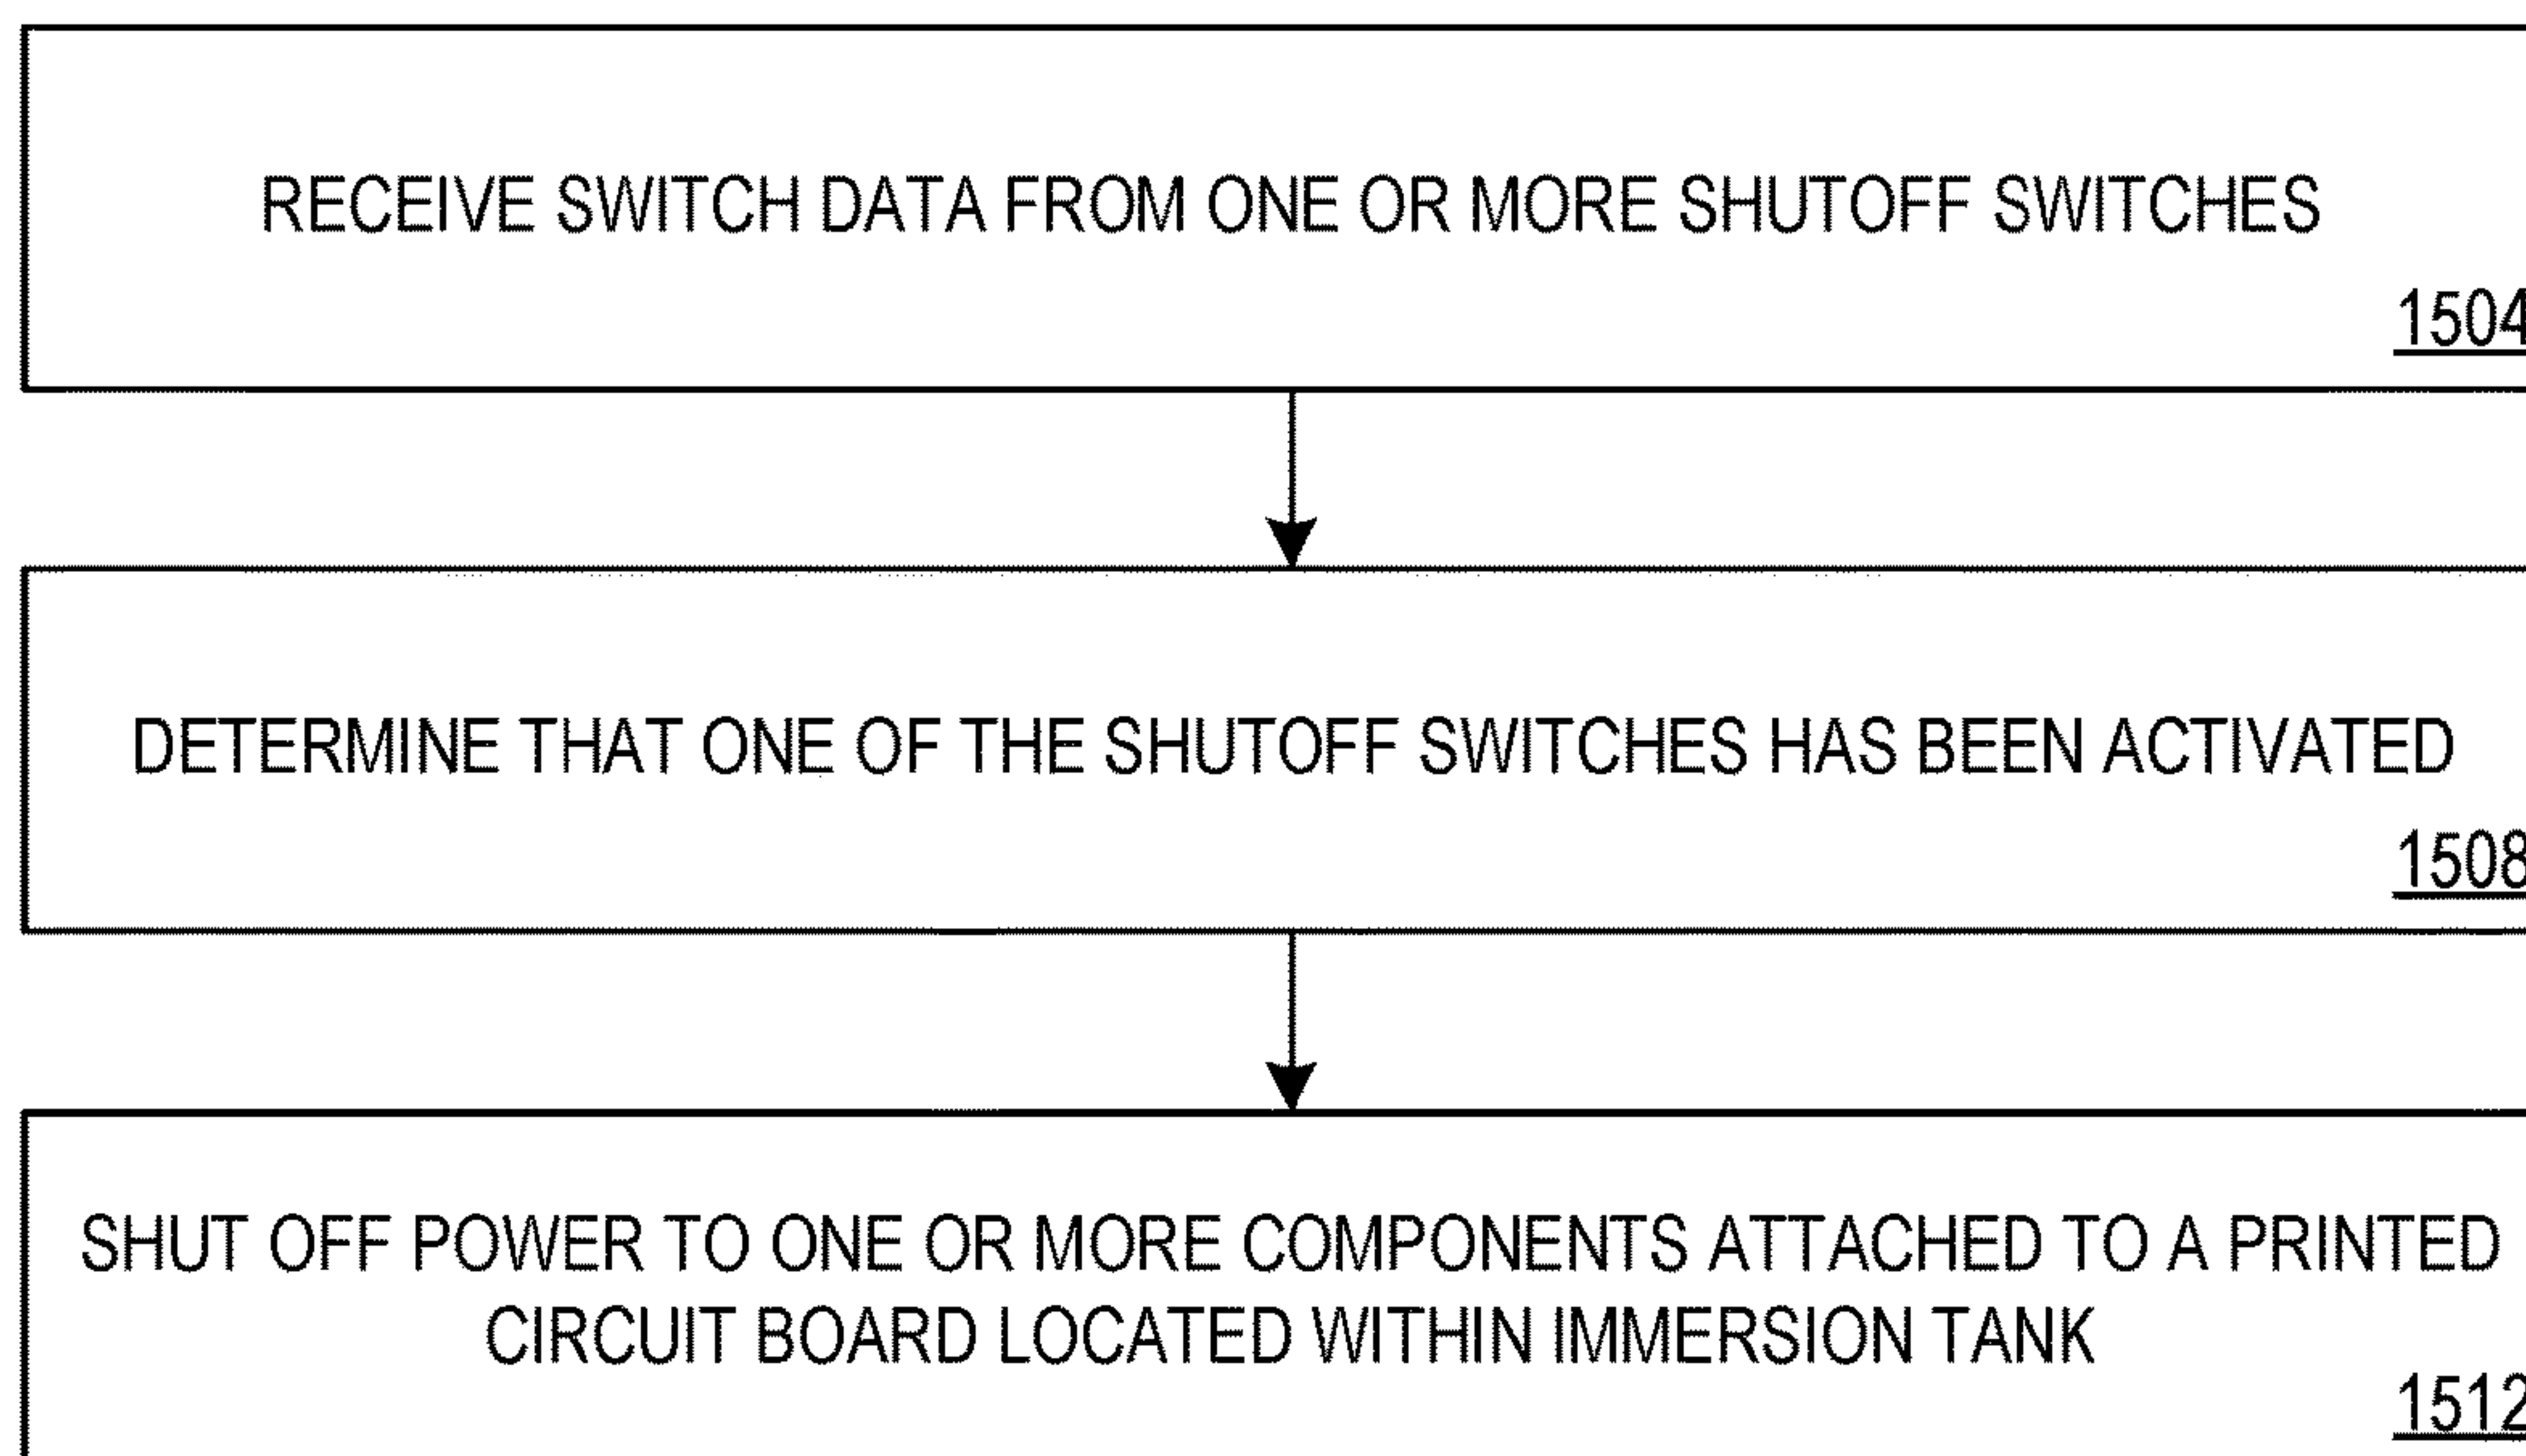 RECEIVE SWITCH DATA FROM ONE OR MORE SHUTOFF SWITCHES
1504
DETERMINE THAT ONE OF THE SHUTOFF SWITCHES HAS BEEN ACTIVATED
1508
SHUT OFF POWER TO ONE OR MORE COMPONENTS ATTACHED TO A PRINTED
CIRCUIT BOARD LOCATED WITHIN IMMERSION TANK
1512